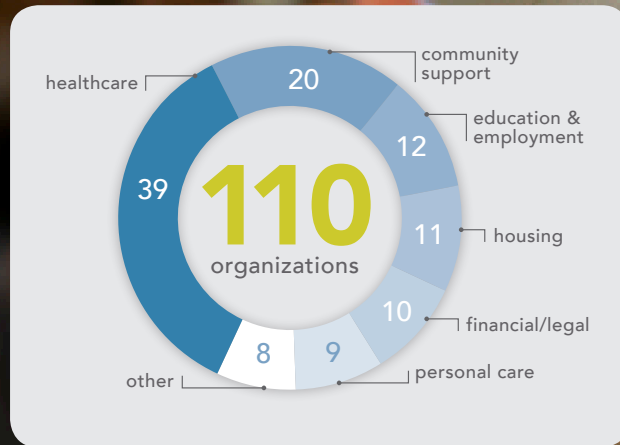 community
support
20
healthcare
education &
employment
12
39
110
organizations
11
housing
10
financial/legal
8
9
personal care
other